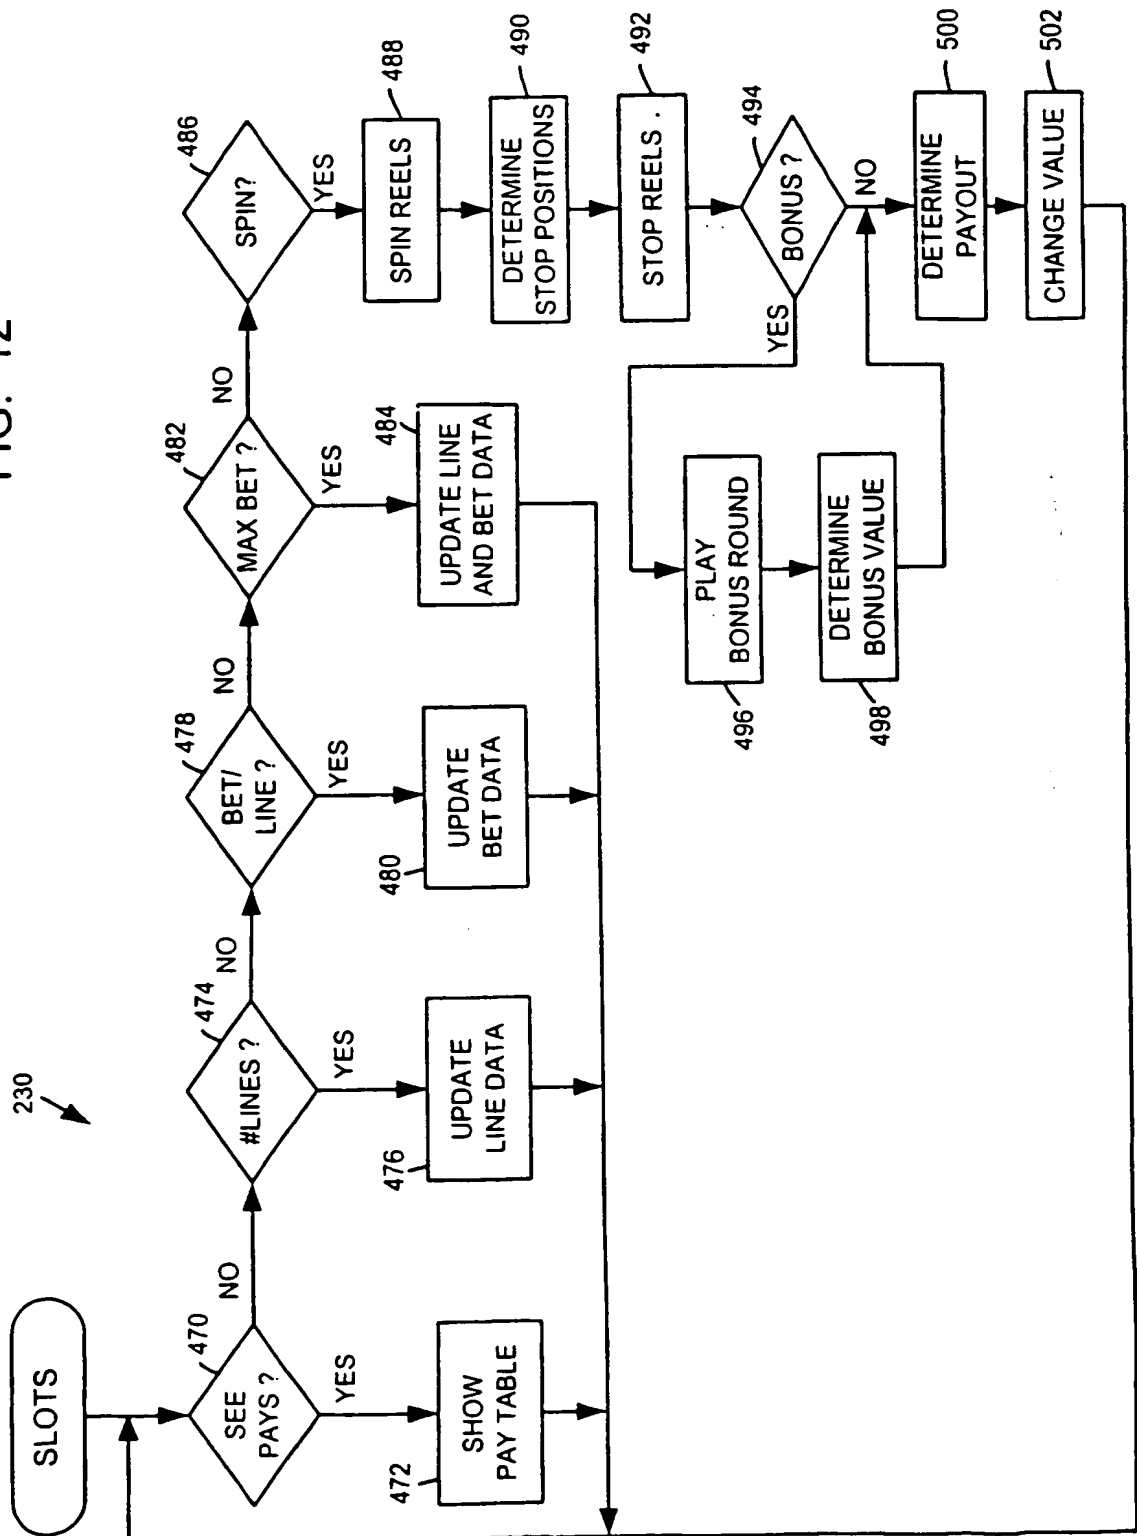 230
SLOTS
470
SEE
PAYS ?
NO
YES
472
SHOW
PAY TABLE
474
#LINES ?
NO
YES
476
UPDATE
LINE DATA
478
BET/
LINE ?
NO
YES
480
UPDATE
BET DATA
482
MAX BET ?
NO
YES
484
UPDATE LINE
AND BET DATA
486
SPIN?
YES
488
SPIN REELS
490
DETERMINE
STOP POSITIONS
492
STOP REELS .
494
BONUS ?
YES
NO
496
PLAY
BONUS ROUND
498
DETERMINE
BONUS VALUE
500
DETERMINE
PAYOUT
502
CHANGE VALUE